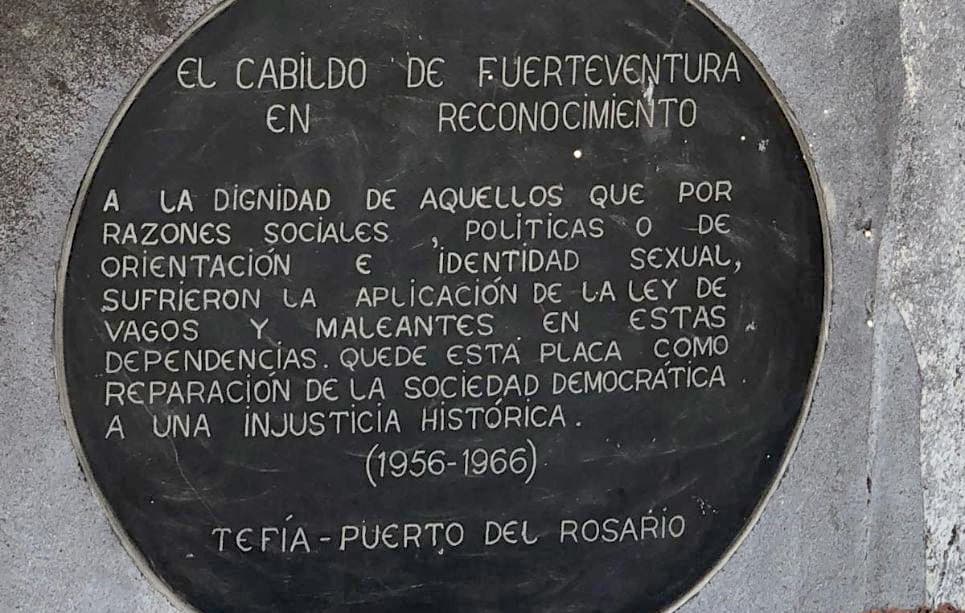 EL CABILDO DE FUERTEVENTURA
EN RECONOCIMIENTO
A LA DIGNIDAD DE AQUELLOS QUE POR
RAZONES SOCIALES , POLÍTICAS O DE
ORIENTACIÓN E IDENTIDAD SEXUAL,
SUFRIERON LA APLICACIÓN DE LA LEY DE
VAGOS Y MALEANTES EN ESTAS
DEPENDENCIAS. QUEDE ESTA PLACA COMO
REPARACIÓN DE LA SOCIEDAD DEMOCRÁTICA
A UNA INJUSTICIA HISTÓRICA.
(1956-1966)
TEFÍA - PUERTO DEL ROSARIO